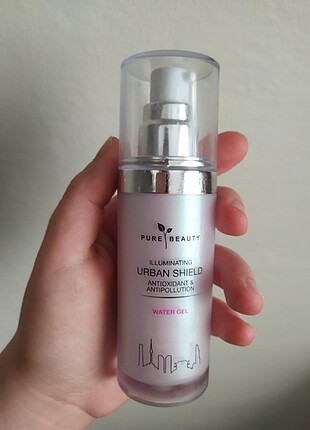 PURE BEAUTY
ILLUMINATING
URBAN SHIELD
ANTIOXIDANT &
ANTIPOLLUTION
WATER GEL